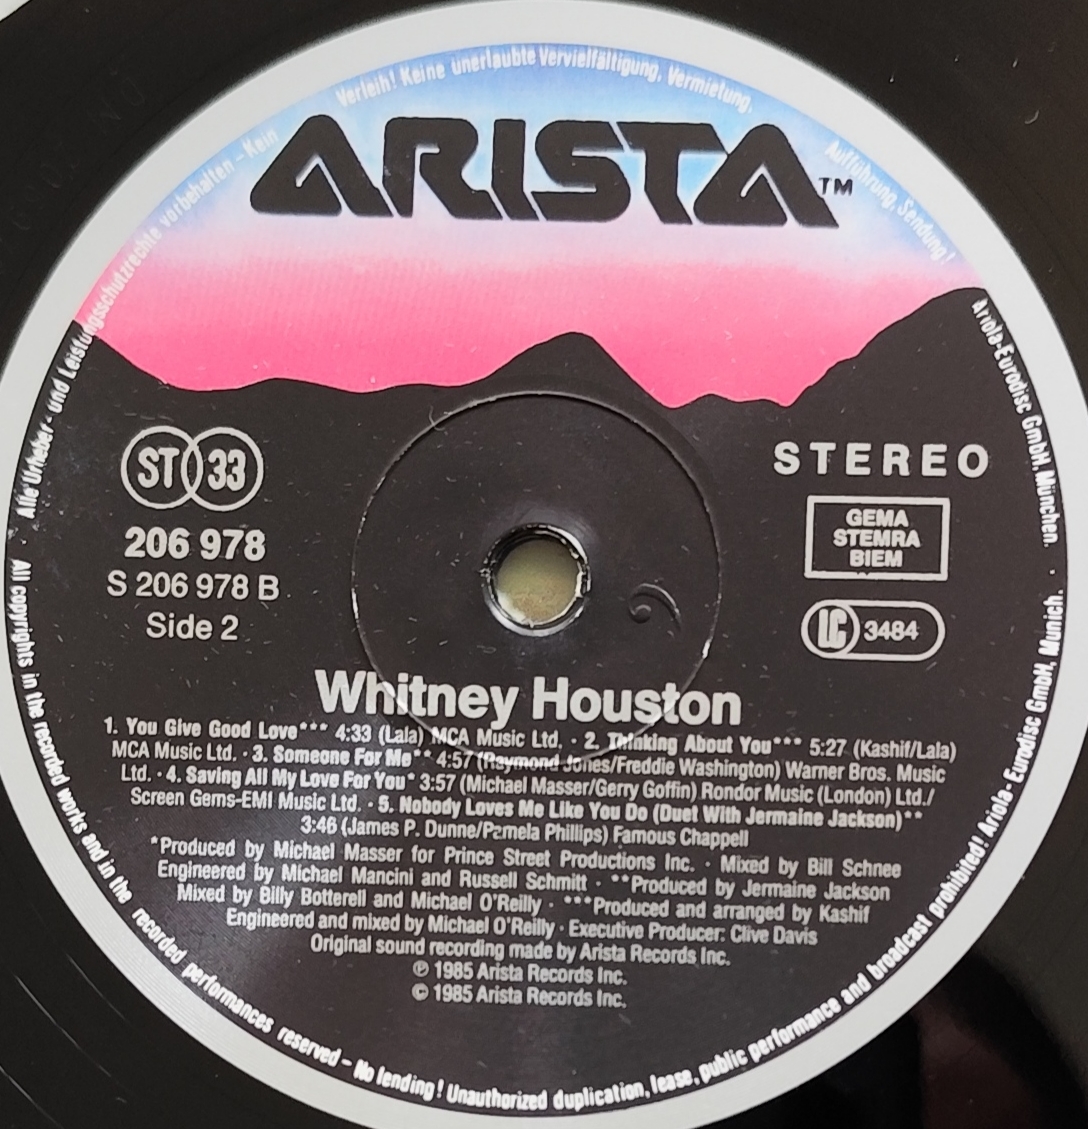 Alle Urheber- und Leistungsschutzrechte vorbehalten – Kein Verleih! Keine unerlaubte Vervielfältigung, Vermietung, Aufführung, Sendung!
ARISTA™
Ariola-Eurodisc GmbH, München.
ST 33
STEREO
206 978
S 206 978 B
Side 2
GEMA
STEMRA
BIEM
LC 3484
Whitney Houston
1. You Give Good Love*** 4:33 (Lala) MCA Music Ltd. · 2. Thinking About You*** 5:27 (Kashif/Lala)
MCA Music Ltd. · 3. Someone For Me** 4:57 (Raymond Jones/Freddie Washington) Warner Bros. Music
Ltd. · 4. Saving All My Love For You* 3:57 (Michael Masser/Gerry Goffin) Rondor Music (London) Ltd./
Screen Gems-EMI Music Ltd. · 5. Nobody Loves Me Like You Do (Duet With Jermaine Jackson)**
3:46 (James P. Dunne/Pamela Phillips) Famous Chappell
*Produced by Michael Masser for Prince Street Productions Inc. · Mixed by Bill Schnee
Engineered by Michael Mancini and Russell Schmitt · **Produced by Jermaine Jackson
Mixed by Billy Botterell and Michael O'Reilly · ***Produced and arranged by Kashif
Engineered and mixed by Michael O'Reilly · Executive Producer: Clive Davis
Original sound recording made by Arista Records Inc.
℗ 1985 Arista Records Inc.
© 1985 Arista Records Inc.
All copyrights in the recorded works and in the recorded performances reserved – No lending! Unauthorized duplication, lease, public performance and broadcast prohibited! Ariola-Eurodisc GmbH, Munich.